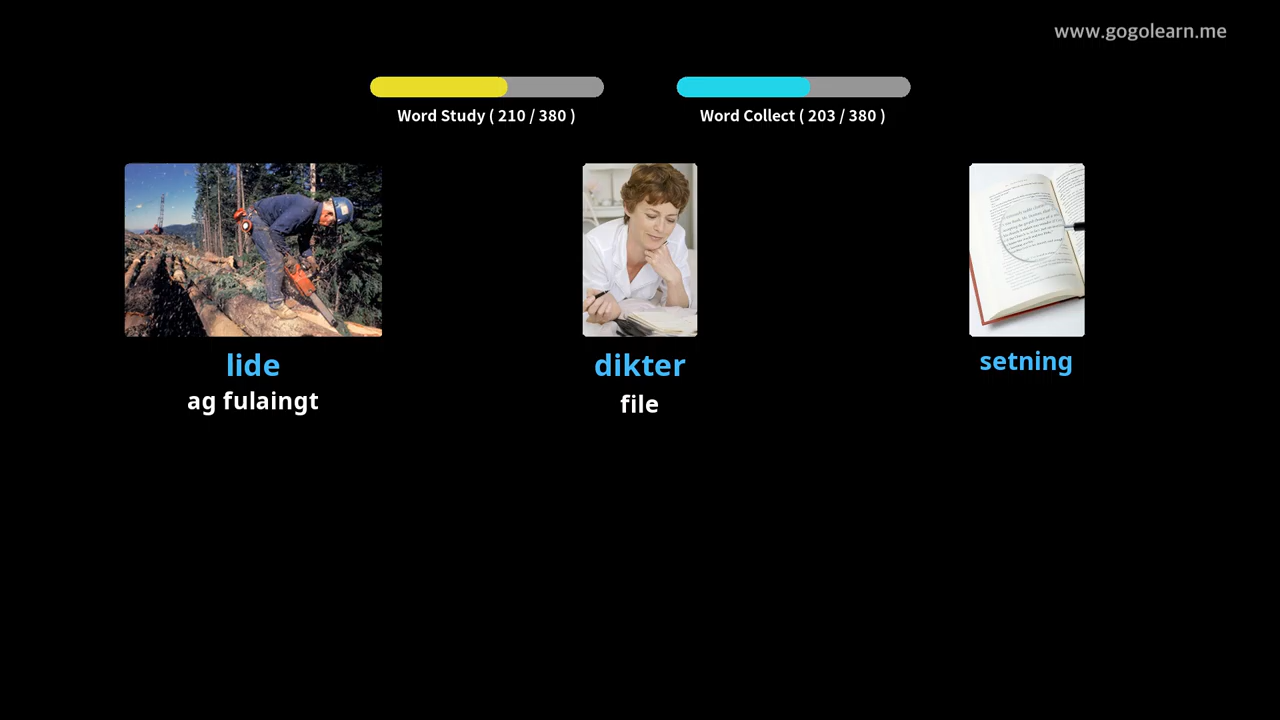 www.gogolearn.me
Word Study ( 210 / 380 )
Word Collect ( 203 / 380 )
lide
ag fulaingt
dikter
file
setning